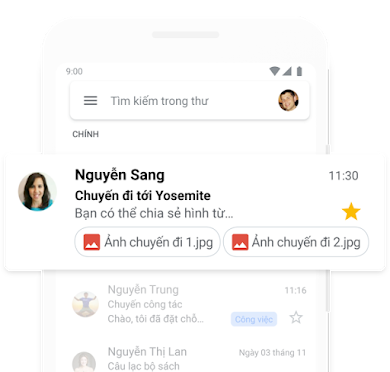 9:00
Tìm kiếm trong thư
CHÍNH
Nguyễn Sang 11:30
Chuyến đi tới Yosemite
Bạn có thể chia sẻ hình từ…
Ảnh chuyến đi 1.jpg Ảnh chuyến đi 2.jpg
Nguyễn Trung 11:16
Chuyến công tác
Chào, tôi đã đặt chỗ… Công việc
Nguyễn Thị Lan Ngày 03 tháng 11
Câu lạc bộ sách